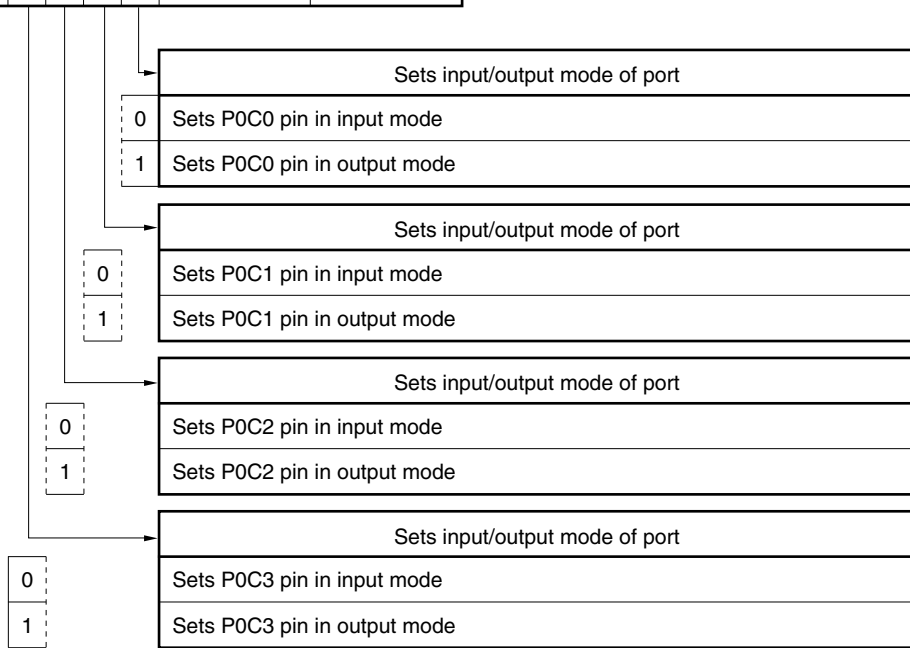 Sets input/output mode of port
0 Sets P0C0 pin in input mode
1 Sets P0C0 pin in output mode
Sets input/output mode of port
0 Sets P0C1 pin in input mode
1 Sets P0C1 pin in output mode
Sets input/output mode of port
0 Sets P0C2 pin in input mode
1 Sets P0C2 pin in output mode
Sets input/output mode of port
0 Sets P0C3 pin in input mode
1 Sets P0C3 pin in output mode